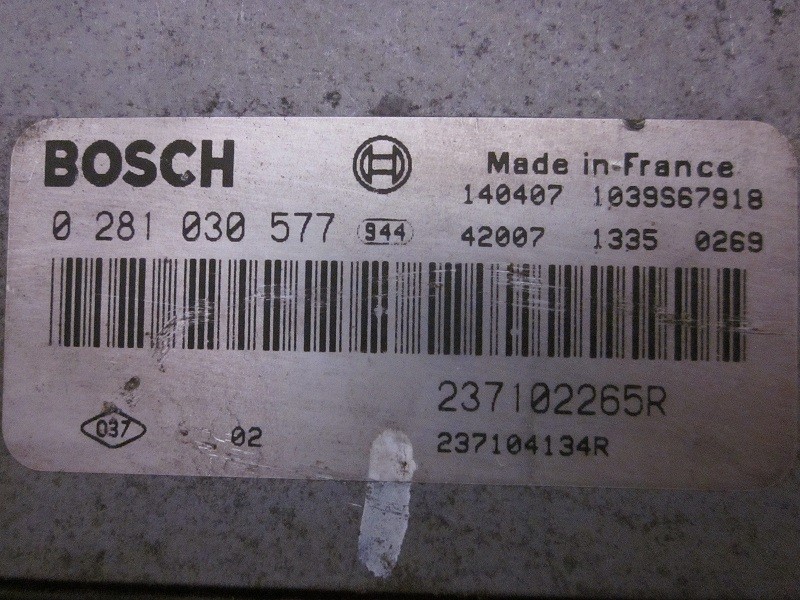 BOSCH
Made in France
140407 1039S67918
0 281 030 577 944
42007 1335 0269
237102265R
037
02
237104134R